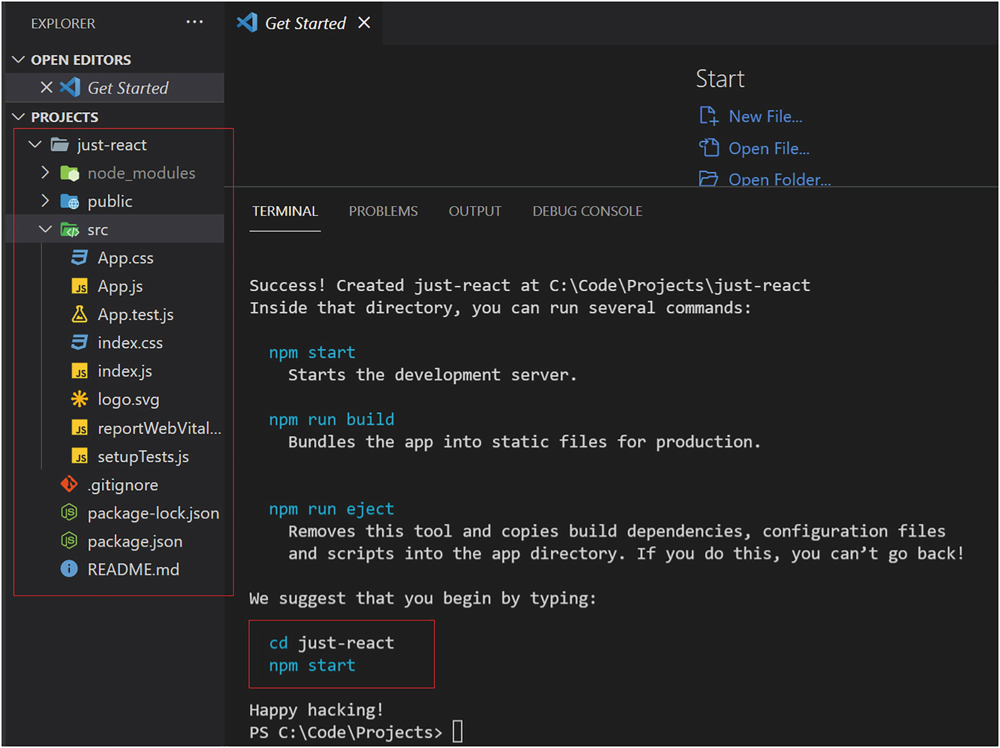 EXPLORER
Get Started
OPEN EDITORS
Get Started
PROJECTS
just-react
node_modules
public
src
App.css
App.js
App.test.js
index.css
index.js
logo.svg
reportWebVital...
setupTests.js
.gitignore
package-lock.json
package.json
README.md
Start
New File...
Open File...
Open Folder...
TERMINAL PROBLEMS OUTPUT DEBUG CONSOLE
Success! Created just-react at C:\Code\Projects\just-react
Inside that directory, you can run several commands:
npm start
Starts the development server.
npm run build
Bundles the app into static files for production.
npm run eject
Removes this tool and copies build dependencies, configuration files
and scripts into the app directory. If you do this, you can’t go back!
We suggest that you begin by typing:
cd just-react
npm start
Happy hacking!
PS C:\Code\Projects>